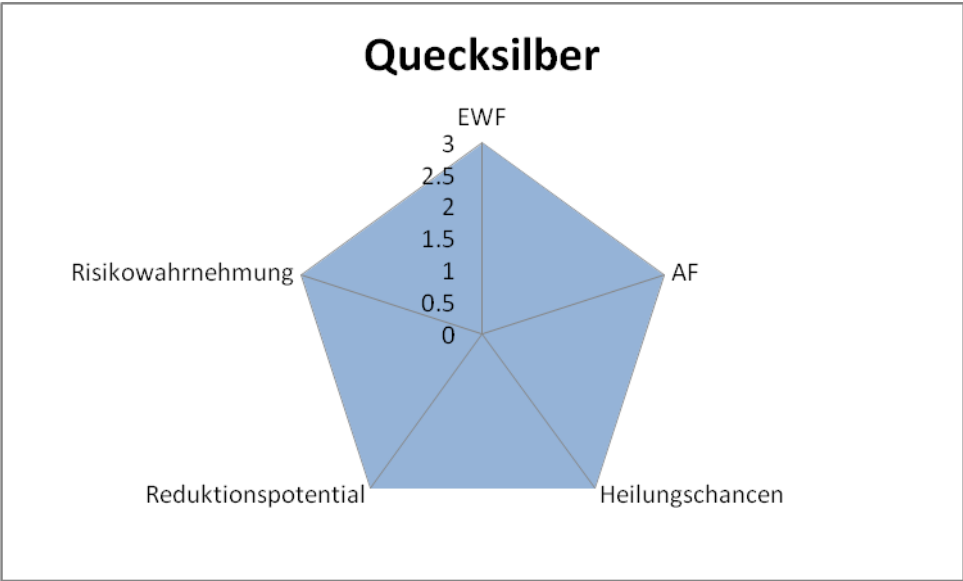 Quecksilber
EWF
3
2.5
2
1.5
1
0.5
0
Risikowahrnehmung
AF
Reduktionspotential
Heilungschancen